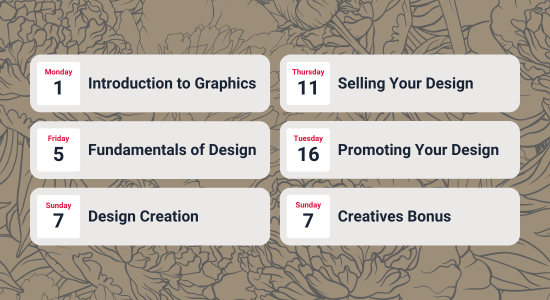 Monday
1
Introduction to Graphics
Friday
5
Fundamentals of Design
Sunday
7
Design Creation
Thursday
11
Selling Your Design
Tuesday
16
Promoting Your Design
Sunday
7
Creatives Bonus